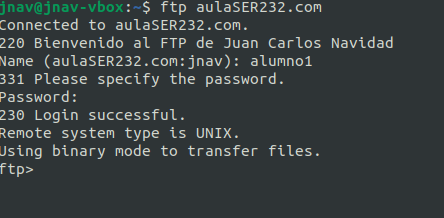 jnav@jnav-vbox:~$ ftp aulaSER232.com
Connected to aulaSER232.com.
220 Bienvenido al FTP de Juan Carlos Navidad
Name (aulaSER232.com:jnav): alumno1
331 Please specify the password.
Password:
230 Login successful.
Remote system type is UNIX.
Using binary mode to transfer files.
ftp>